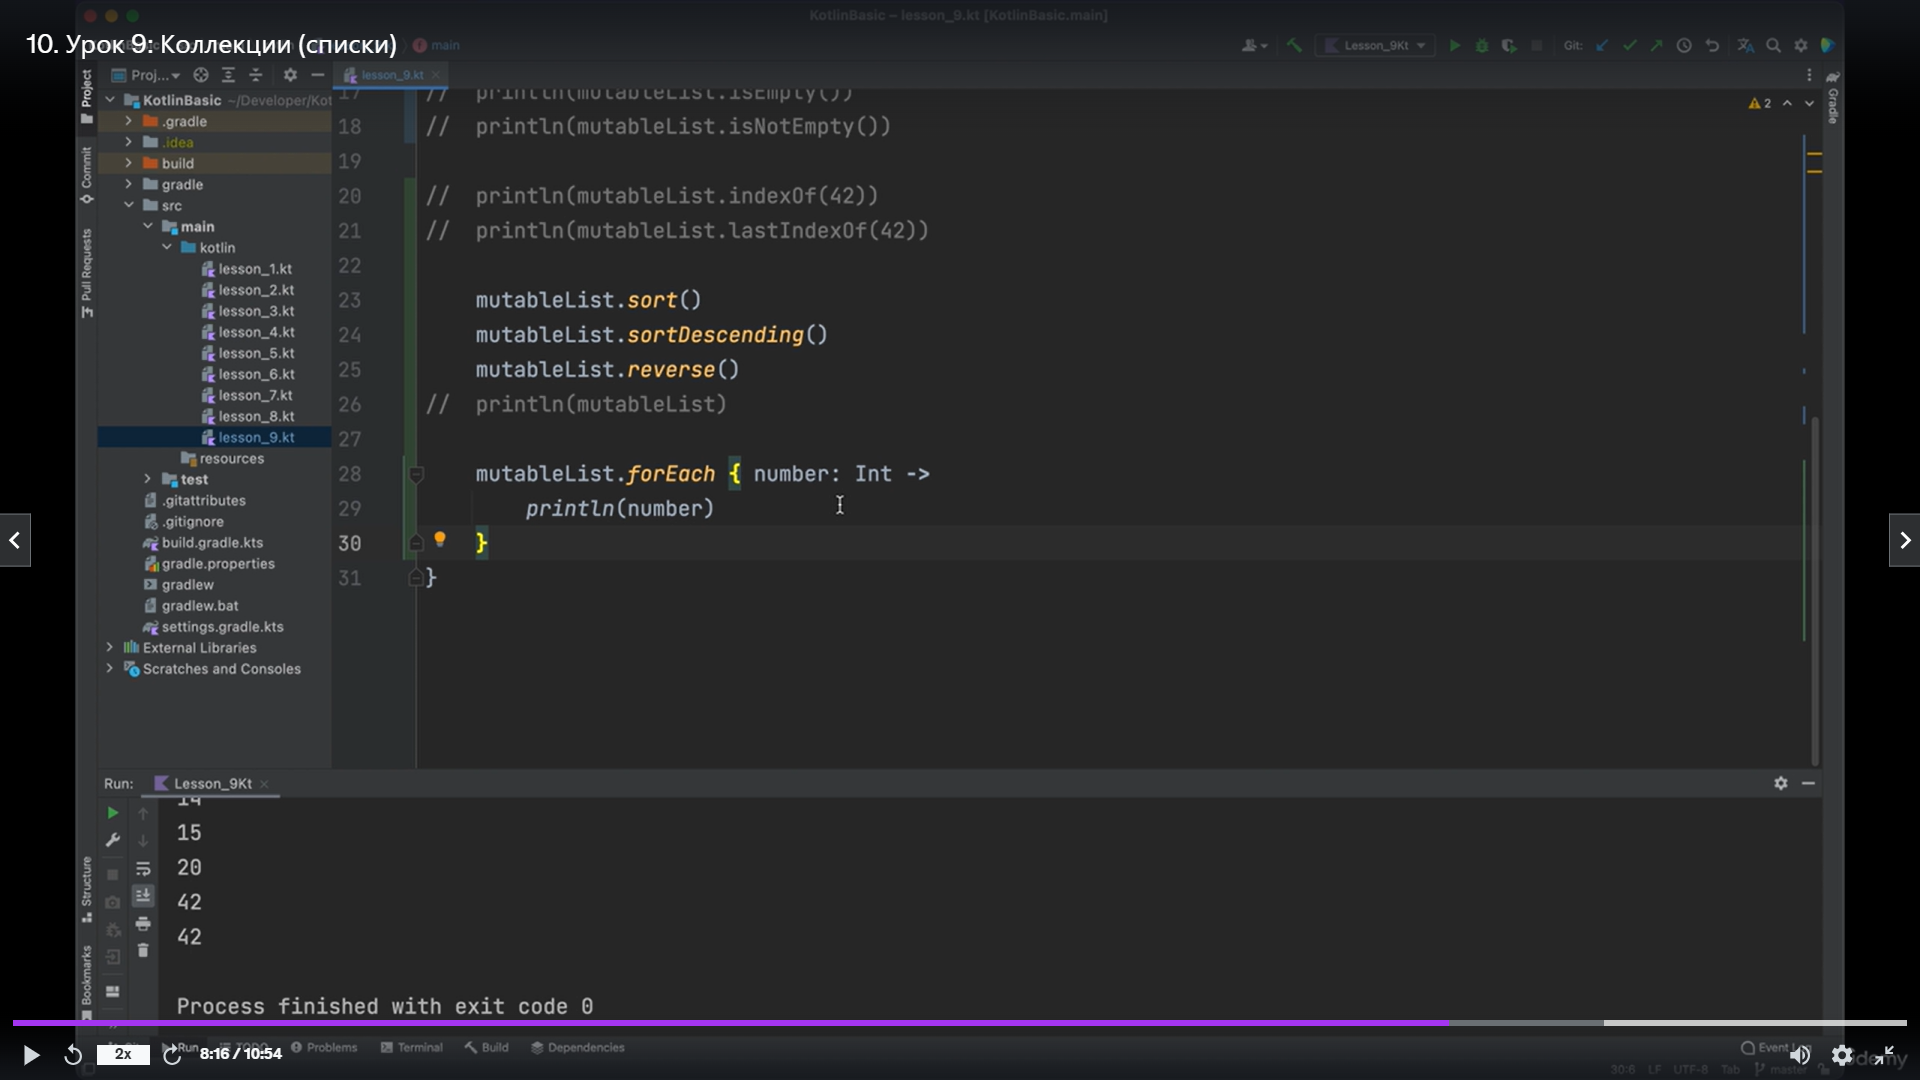 KotlinBasic – lesson_9.kt [KotlinBasic.main]
10. Урок 9: Коллекции (списки)
main
Lesson_9Kt
Git:
Project
Proj...
lesson_9.kt
Gradle
KotlinBasic ~/Developer/Kot
.gradle
.idea
build
gradle
src
main
kotlin
lesson_1.kt
lesson_2.kt
lesson_3.kt
lesson_4.kt
lesson_5.kt
lesson_6.kt
lesson_7.kt
lesson_8.kt
lesson_9.kt
resources
test
.gitattributes
.gitignore
build.gradle.kts
gradle.properties
gradlew
gradlew.bat
settings.gradle.kts
External Libraries
Scratches and Consoles
Commit
Pull Requests
2
17 // println(mutableList.isEmpty())
18 // println(mutableList.isNotEmpty())
19
20 // println(mutableList.indexOf(42))
21 // println(mutableList.lastIndexOf(42))
22
23 mutableList.sort()
24 mutableList.sortDescending()
25 mutableList.reverse()
26 // println(mutableList)
27
28 mutableList.forEach { number: Int ->
29 println(number)
30 }
31 }
Run: Lesson_9Kt
14
15
20
42
42
Process finished with exit code 0
Structure
Bookmarks
2x
8:16 / 10:54
Run
TODO
Problems
Terminal
Build
Dependencies
Event
30:6 LF UTF-8 Tab master